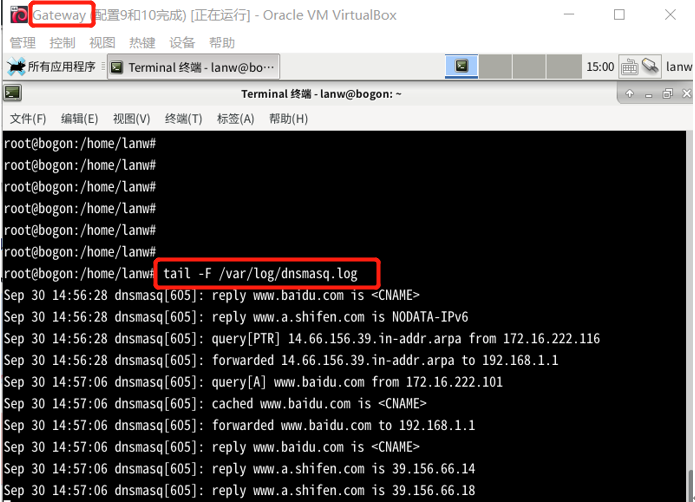 Gateway (配置9和10完成) [正在运行] - Oracle VM VirtualBox
管理 控制 视图 热键 设备 帮助
所有应用程序 Terminal 终端 - lanw@bo⋯ 15:00 lanw
Terminal 终端 - lanw@bogon: ~
文件(F) 编辑(E) 视图(V) 终端(T) 标签(A) 帮助(H)
root@bogon:/home/lanw#
root@bogon:/home/lanw#
root@bogon:/home/lanw#
root@bogon:/home/lanw#
root@bogon:/home/lanw#
root@bogon:/home/lanw#
root@bogon:/home/lanw# tail -F /var/log/dnsmasq.log
Sep 30 14:56:28 dnsmasq[605]: reply www.baidu.com is <CNAME>
Sep 30 14:56:28 dnsmasq[605]: reply www.a.shifen.com is NODATA-IPv6
Sep 30 14:56:28 dnsmasq[605]: query[PTR] 14.66.156.39.in-addr.arpa from 172.16.222.116
Sep 30 14:56:28 dnsmasq[605]: forwarded 14.66.156.39.in-addr.arpa to 192.168.1.1
Sep 30 14:57:06 dnsmasq[605]: query[A] www.baidu.com from 172.16.222.101
Sep 30 14:57:06 dnsmasq[605]: cached www.baidu.com is <CNAME>
Sep 30 14:57:06 dnsmasq[605]: forwarded www.baidu.com to 192.168.1.1
Sep 30 14:57:06 dnsmasq[605]: reply www.baidu.com is <CNAME>
Sep 30 14:57:06 dnsmasq[605]: reply www.a.shifen.com is 39.156.66.14
Sep 30 14:57:06 dnsmasq[605]: reply www.a.shifen.com is 39.156.66.18